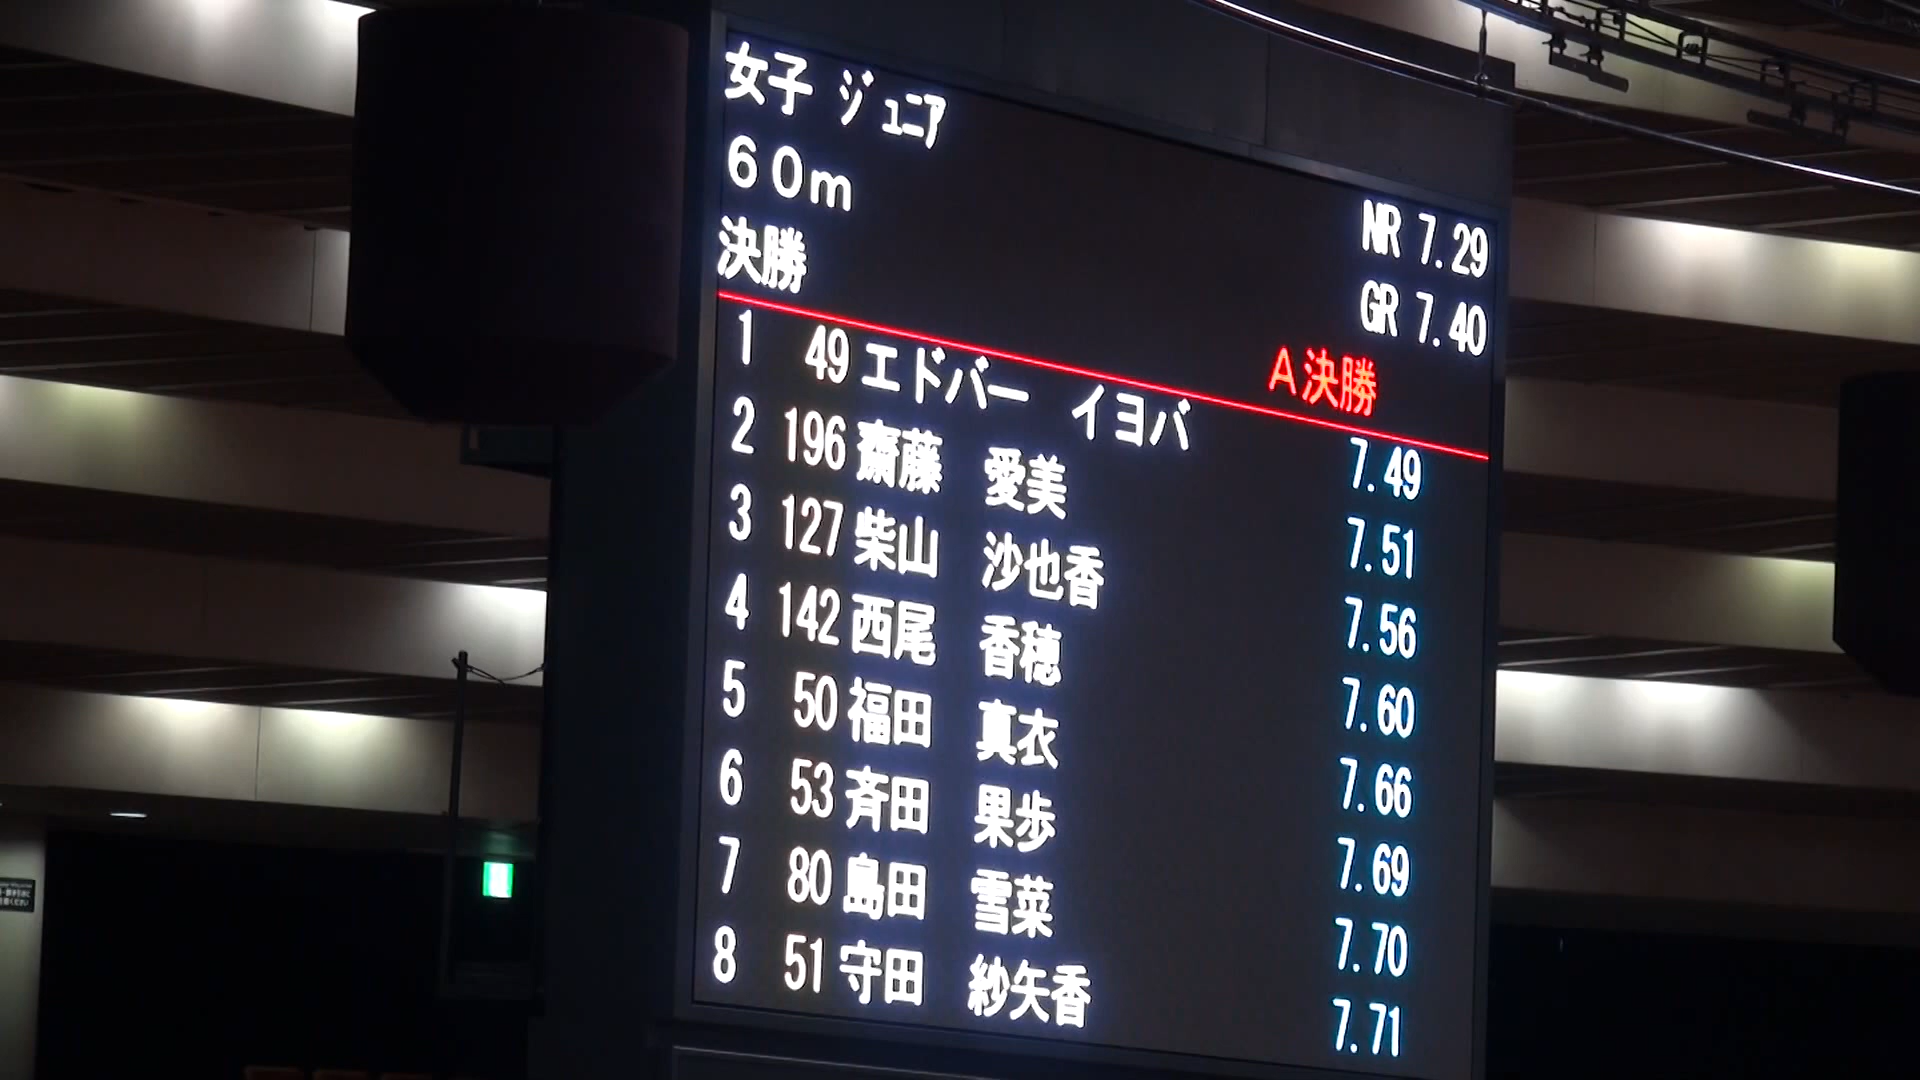 女子 ジュニア
60m
決勝
NR 7.29
GR 7.40
A決勝
1 49 エドバー イヨバ 7.49
2 196 齋藤 愛美 7.51
3 127 柴山 沙也香 7.56
4 142 西尾 香穂 7.60
5 50 福田 真衣 7.66
6 53 斉田 果歩 7.69
7 80 島田 雪菜 7.70
8 51 守田 紗矢香 7.71